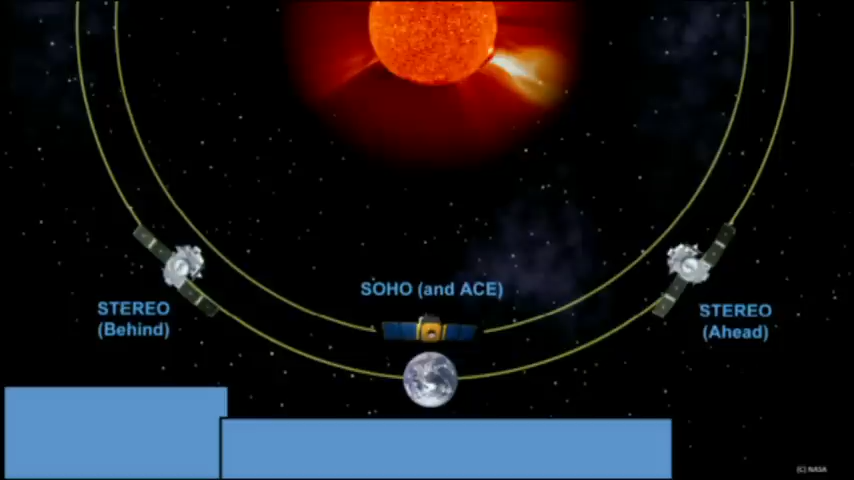 SOHO (and ACE)
STEREO
(Behind)
STEREO
(Ahead)
(C) NASA